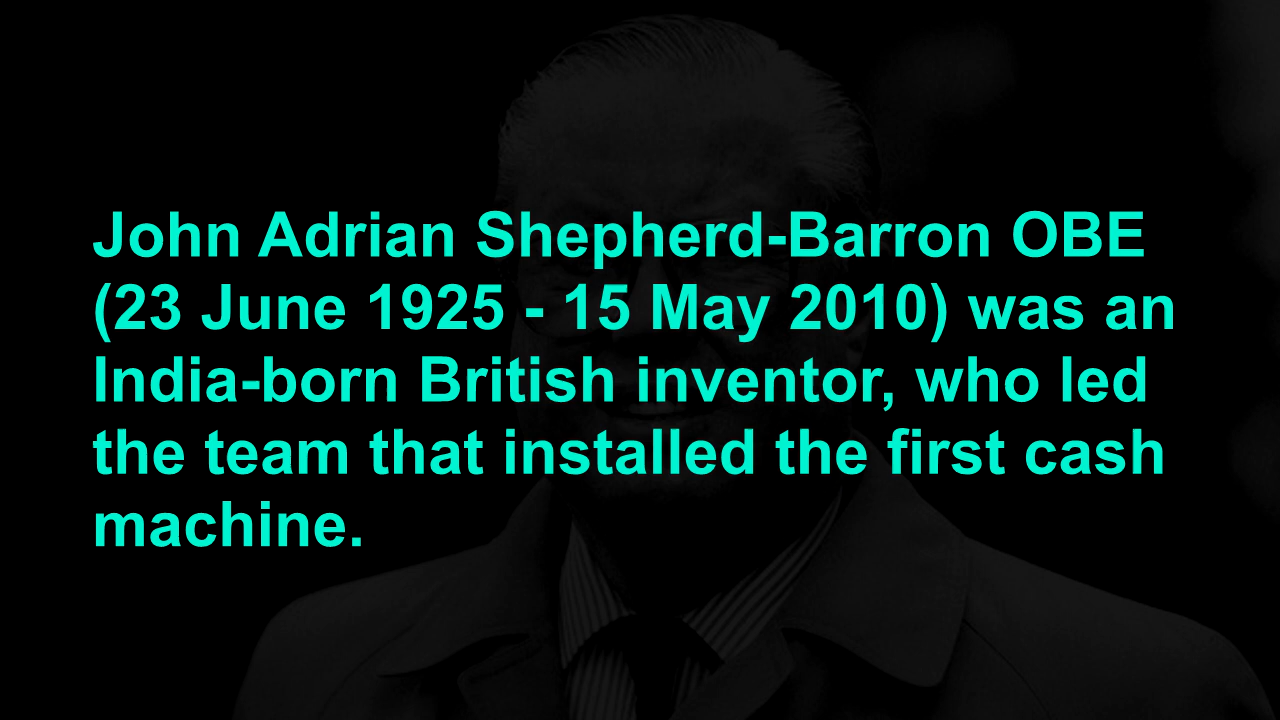 John Adrian Shepherd-Barron OBE
(23 June 1925 - 15 May 2010) was an
India-born British inventor, who led
the team that installed the first cash
machine.